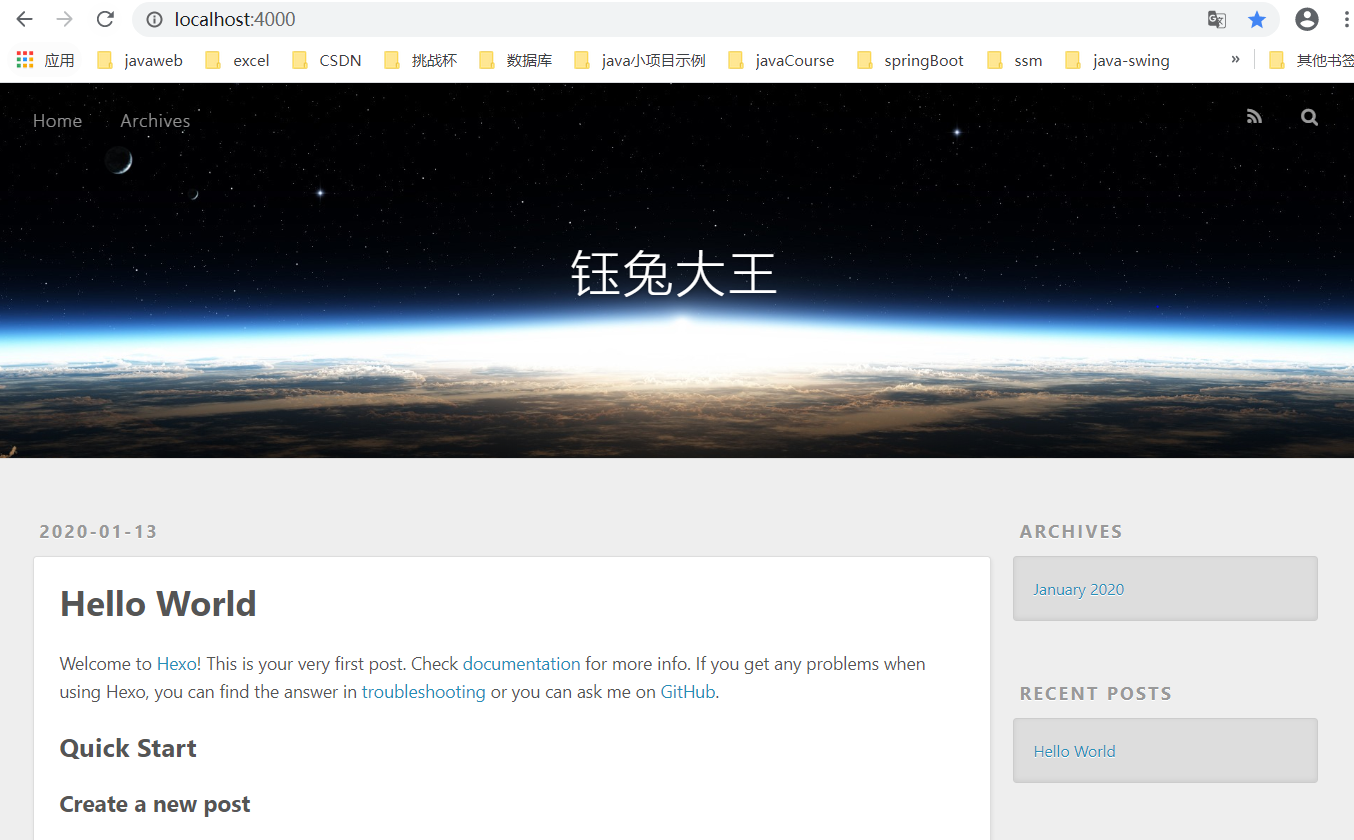 localhost:4000
应用 javaweb excel CSDN 挑战杯 数据库 java小项目示例 javaCourse springBoot ssm java-swing » 其他书签
Home Archives
钰兔大王
2020-01-13
Hello World
Welcome to Hexo! This is your very first post. Check documentation for more info. If you get any problems when
using Hexo, you can find the answer in troubleshooting or you can ask me on GitHub.
Quick Start
Create a new post
ARCHIVES
January 2020
RECENT POSTS
Hello World